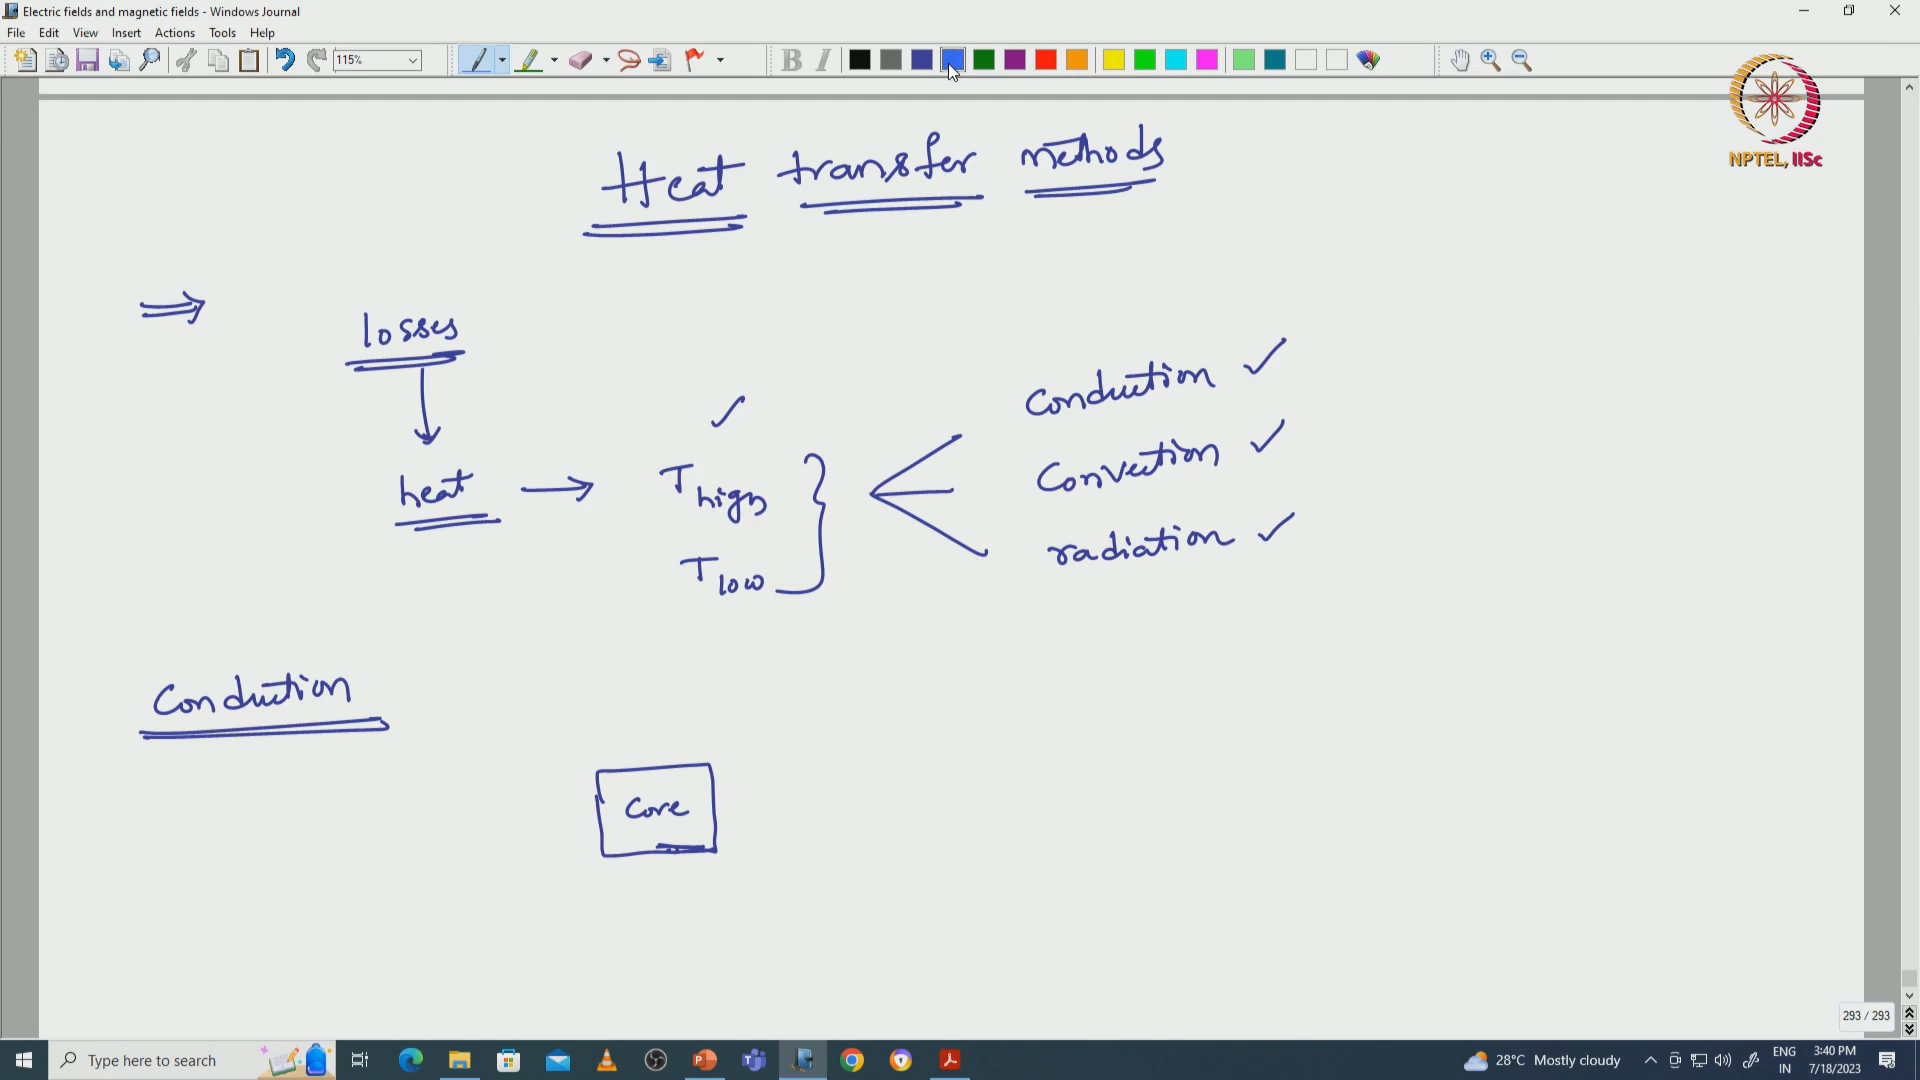 Electric fields and magnetic fields - Windows Journal
File Edit View Insert Actions Tools Help
115%
B I
NPTEL, IISc
Heat transfer methods
losses
Conduction
Convection
heat
T high
radiation
T low
Conduction
Core
293 / 293
Type here to search
28°C Mostly cloudy
ENG
IN
3:40 PM
7/18/2023